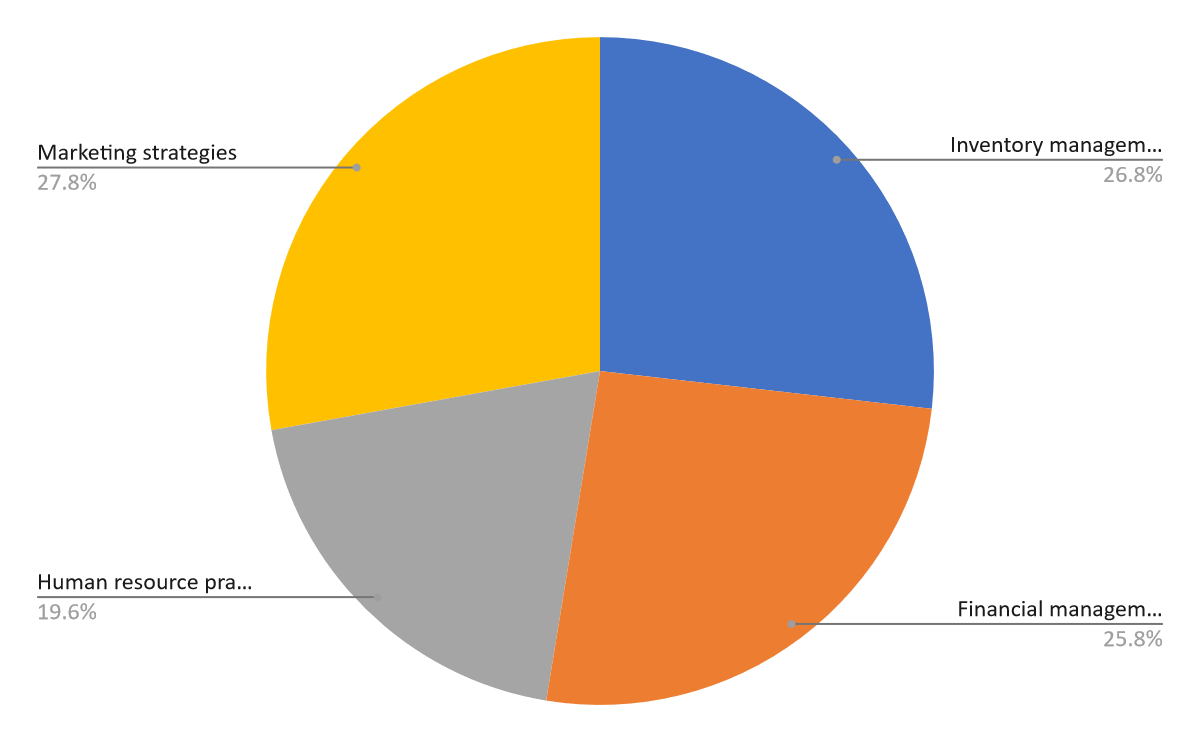 Marketing strategies
27.8%
Inventory managem...
26.8%
Human resource pra...
19.6%
Financial managem...
25.8%